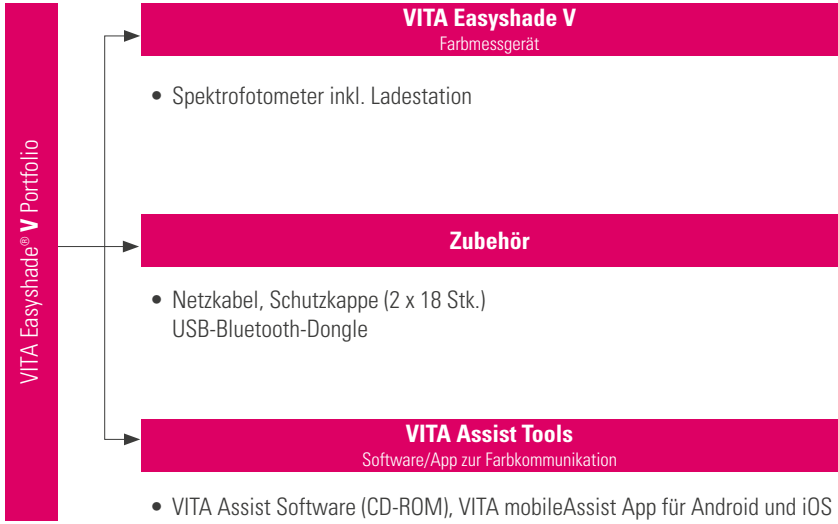 VITA Easyshade® V Portfolio
VITA Easyshade V
Farbmessgerät
• Spektrofotometer inkl. Ladestation
Zubehör
• Netzkabel, Schutzkappe (2 x 18 Stk.)
USB-Bluetooth-Dongle
VITA Assist Tools
Software/App zur Farbkommunikation
• VITA Assist Software (CD-ROM), VITA mobileAssist App für Android und iOS